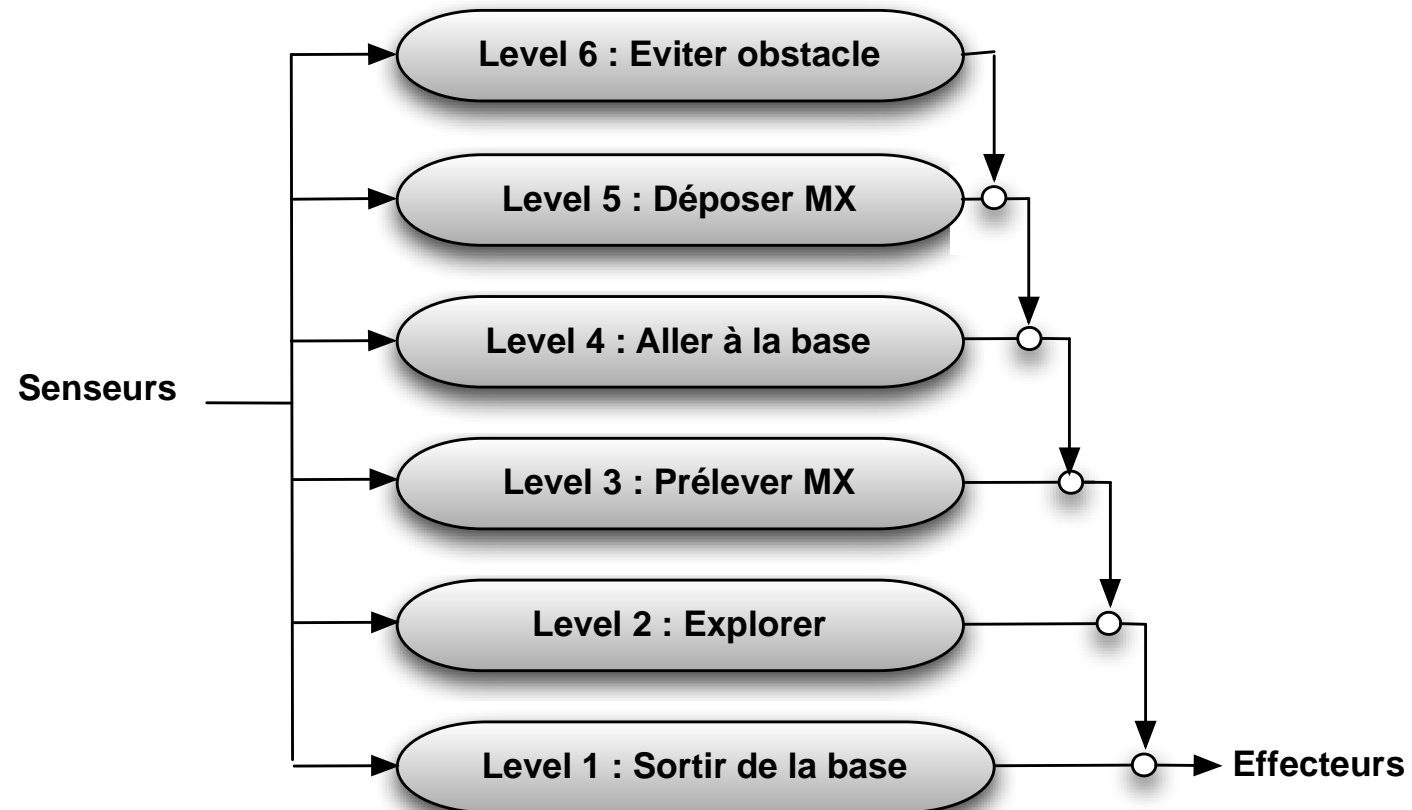 Level 6 : Eviter obstacle
Level 5 : Déposer MX
Level 4 : Aller à la base
Senseurs
Level 3 : Prélever MX
Level 2 : Explorer
Level 1 : Sortir de la base
Effecteurs